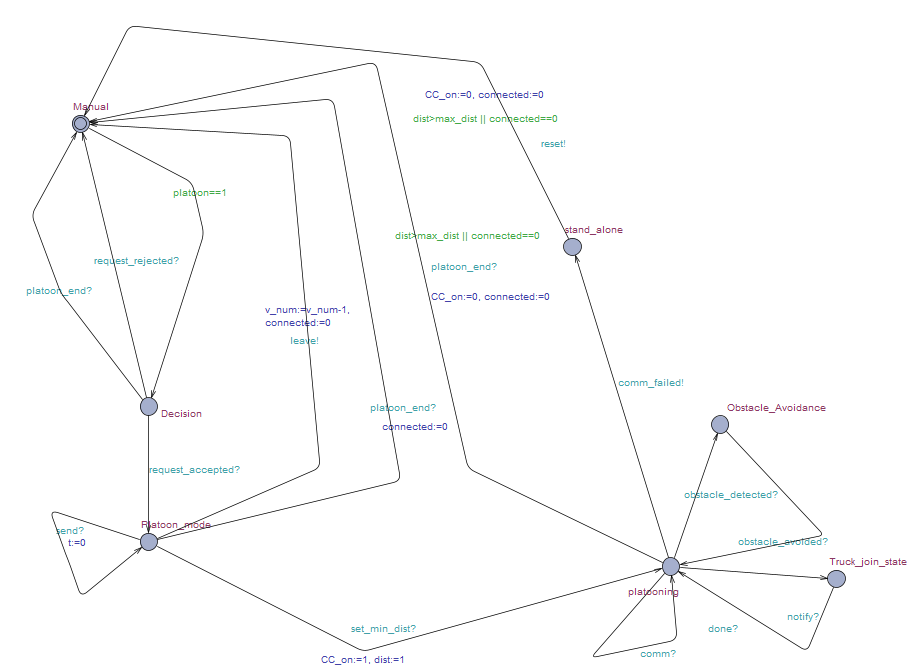 CC_on:=0, connected:=0
Manual
dist>max_dist || connected==0
reset!
platoon==1
stand_alone
dist>max_dist || connected==0
request_rejected?
platoon_end?
platoon_end?
CC_on:=0, connected:=0
v_num:=v_num-1,
connected:=0
leave!
comm_failed!
platoon_end?
Obstacle_Avoidance
Decision
connected:=0
request_accepted?
obstacle_detected?
Platoon_mode
send?
t:=0
obstacle_avoided?
Truck_join_state
platooning
notify?
set_min_dist?
done?
comm?
CC_on:=1, dist:=1